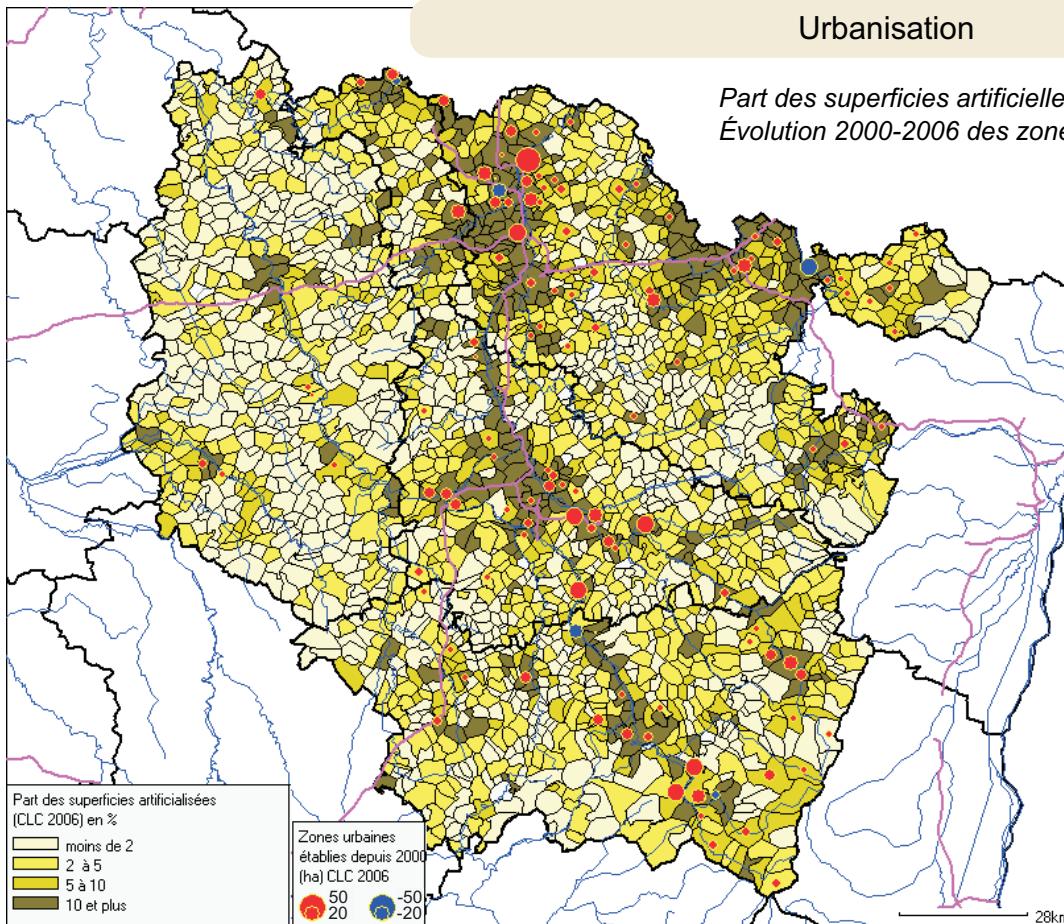 Urbanisation
Part des superficies artificielle
Évolution 2000-2006 des zone
Part des superficies artificialisées
(CLC 2006) en %
moins de 2
2 à 5
5 à 10
10 et plus
Zones urbaines
établies depuis 2000
(ha) CLC 2006
50 -50
20 -20
28km